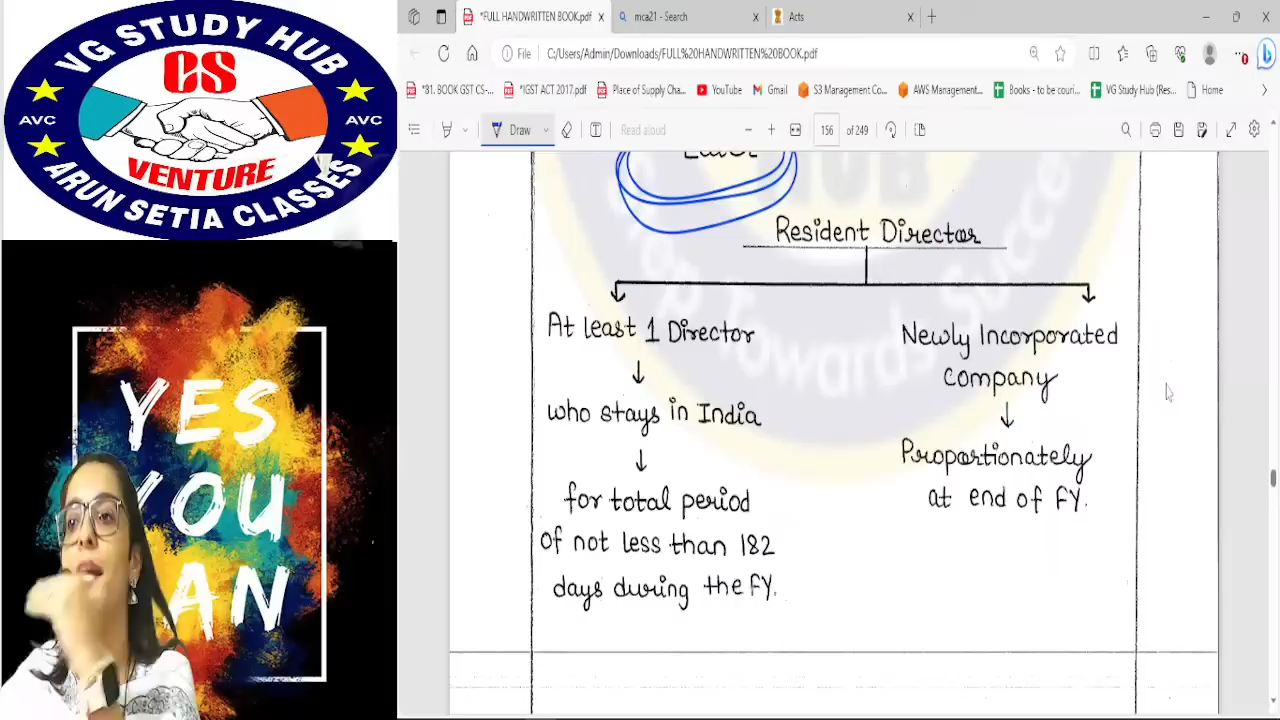 VG STUDY HUB
CS
AVC
AVC
VENTURE
ARUN SETIA CLASSES
YES
YOU
AN
*FULL HANDWRITTEN BOOK.pdf
mca21 - Search
Acts
File
C:/Users/Admin/Downloads/FULL%20HANDWRITTEN%20BOOK.pdf
*81. BOOK GST CS-...
*IGST ACT 2017.pdf
Place of Supply Cha...
YouTube
Gmail
S3 Management Co...
AWS Management...
Books - to be couri...
VG Study Hub (Res...
Home
Draw
Read aloud
156
of 249
Resident Director
At least 1 Director
who stays in India
for total period
of not less than 182
days during the FY.
Newly Incorporated
Company
Proportionately
at end of FY.